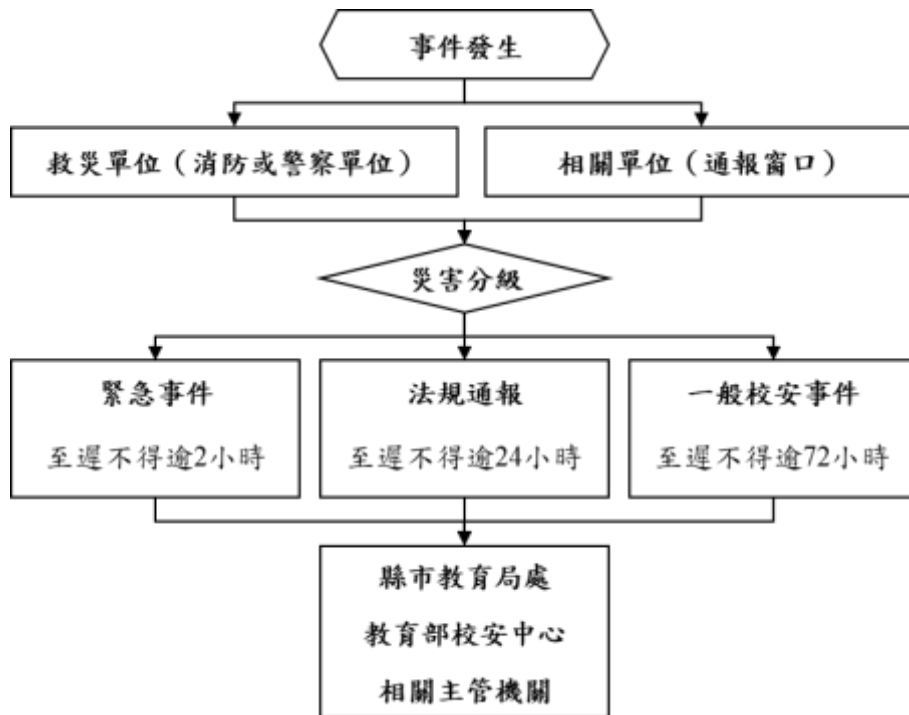 事件發生
救災單位（消防或警察單位）
相關單位（通報窗口）
災害分級
緊急事件
至遲不得逾2小時
法規通報
至遲不得逾24小時
一般校安事件
至遲不得逾72小時
縣市教育局處
教育部校安中心
相關主管機關